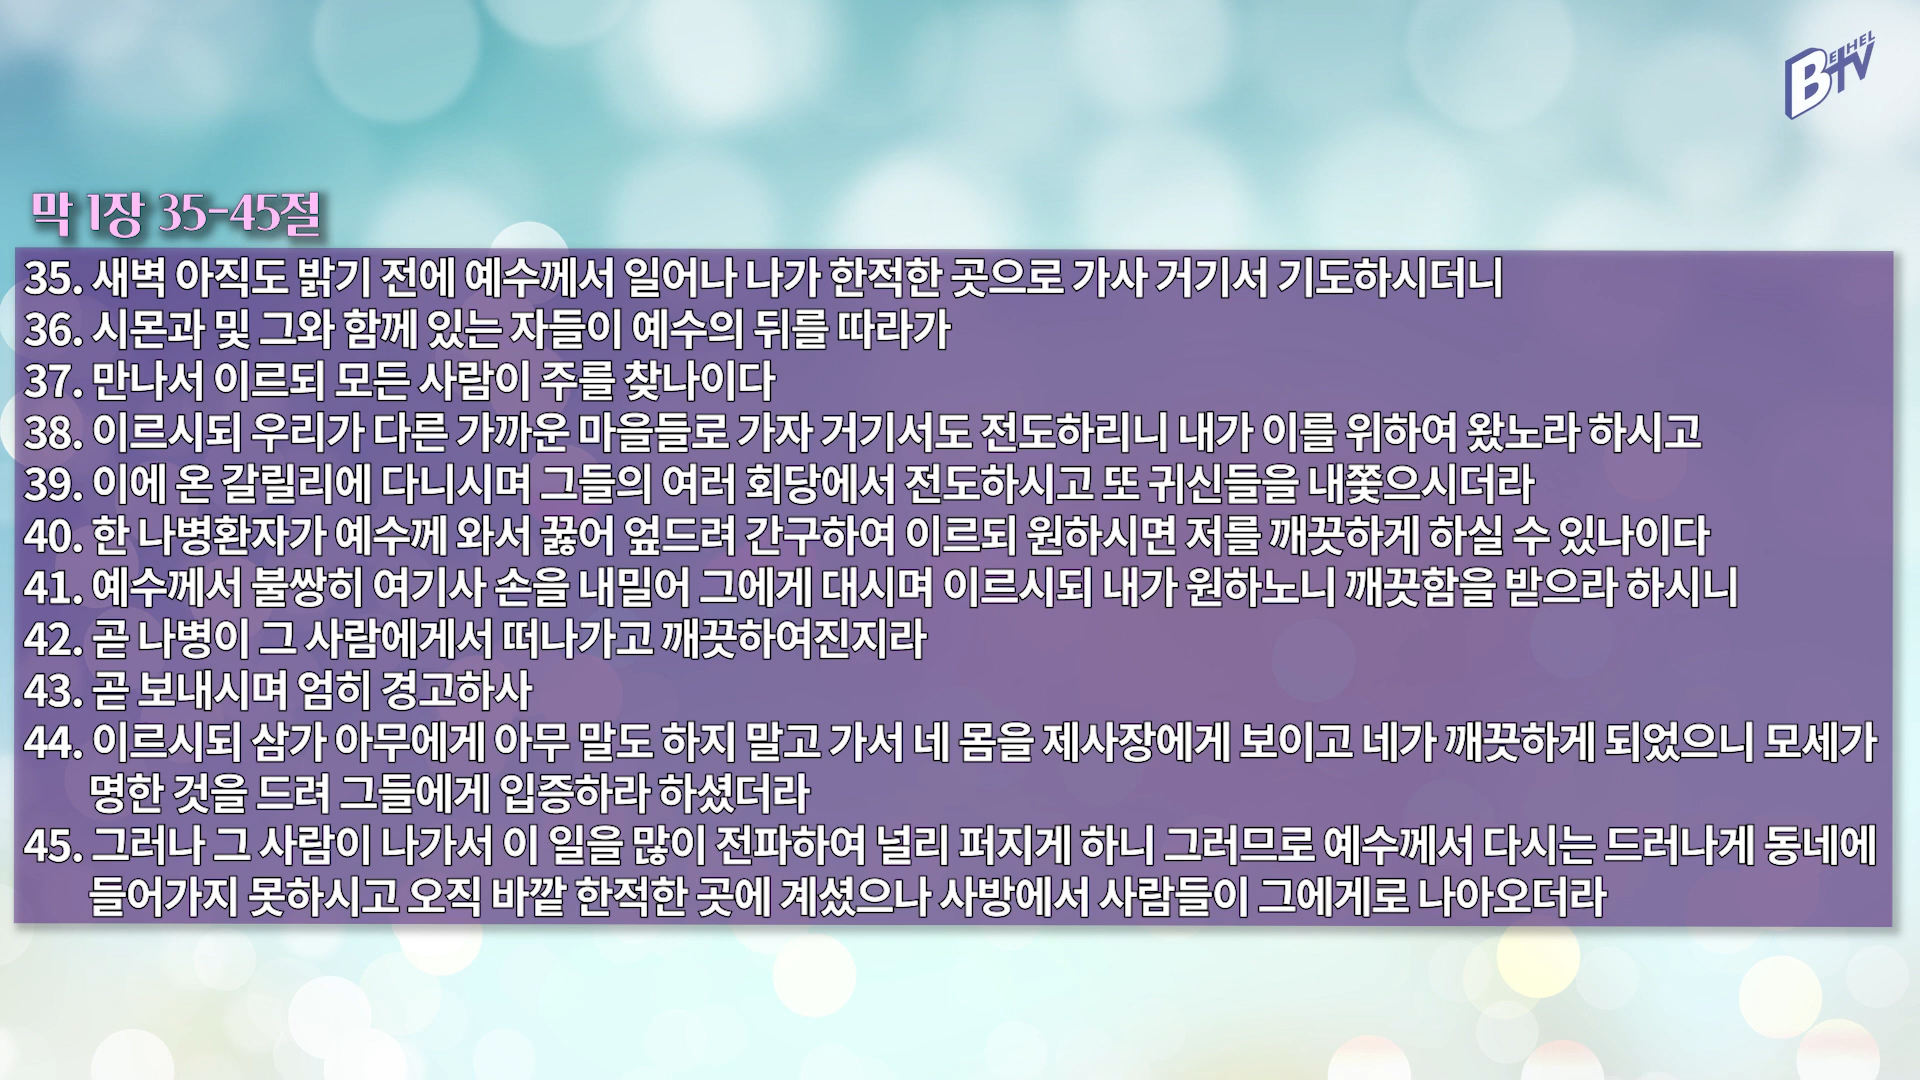 BETHEL TV
막 1장 35-45절
35. 새벽 아직도 밝기 전에 예수께서 일어나 나가 한적한 곳으로 가사 거기서 기도하시더니
36. 시몬과 및 그와 함께 있는 자들이 예수의 뒤를 따라가
37. 만나서 이르되 모든 사람이 주를 찾나이다
38. 이르시되 우리가 다른 가까운 마을들로 가자 거기서도 전도하리니 내가 이를 위하여 왔노라 하시고
39. 이에 온 갈릴리에 다니시며 그들의 여러 회당에서 전도하시고 또 귀신들을 내쫓으시더라
40. 한 나병환자가 예수께 와서 꿇어 엎드려 간구하여 이르되 원하시면 저를 깨끗하게 하실 수 있나이다
41. 예수께서 불쌍히 여기사 손을 내밀어 그에게 대시며 이르시되 내가 원하노니 깨끗함을 받으라 하시니
42. 곧 나병이 그 사람에게서 떠나가고 깨끗하여진지라
43. 곧 보내시며 엄히 경고하사
44. 이르시되 삼가 아무에게 아무 말도 하지 말고 가서 네 몸을 제사장에게 보이고 네가 깨끗하게 되었으니 모세가
명한 것을 드려 그들에게 입증하라 하셨더라
45. 그러나 그 사람이 나가서 이 일을 많이 전파하여 널리 퍼지게 하니 그러므로 예수께서 다시는 드러나게 동네에
들어가지 못하시고 오직 바깥 한적한 곳에 계셨으나 사방에서 사람들이 그에게로 나아오더라